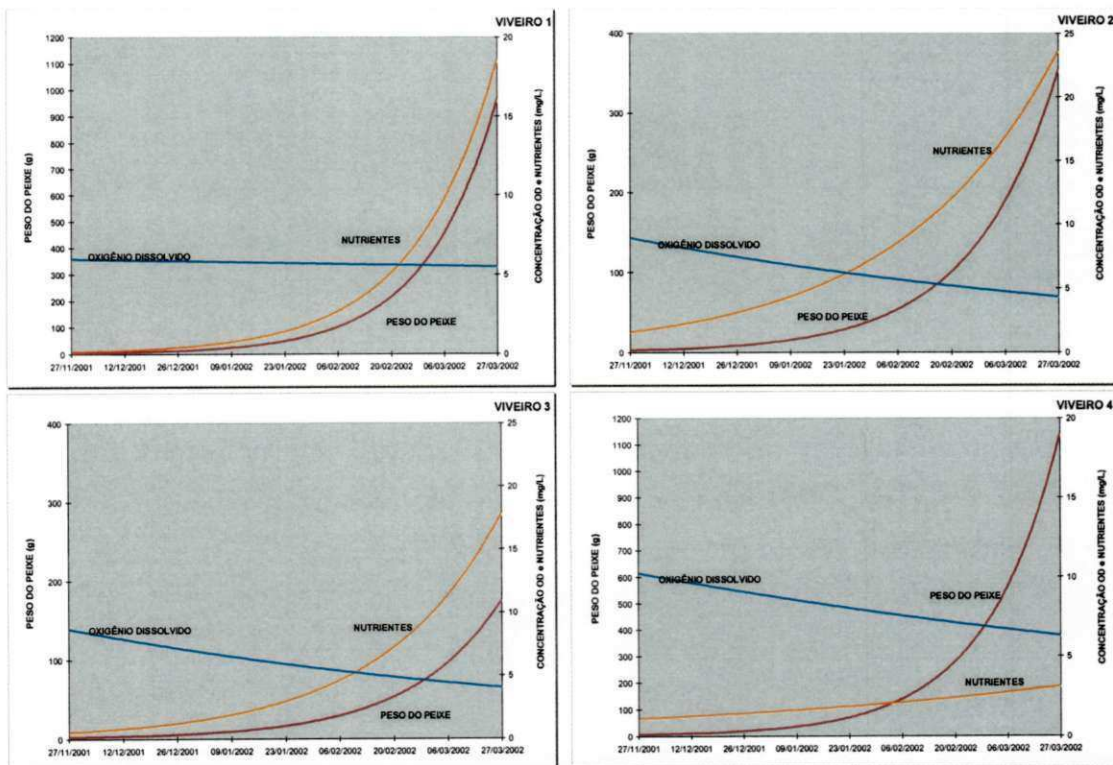 VIVEIRO 1
1200
1100
1000
900
800
700
600
500
400
300
200
100
0
PESO DO PEIXE (g)
20
15
10
5
0
CONCENTRAÇÃO OD e NUTRIENTES (mg/L)
OXIGÊNIO DISSOLVIDO
NUTRIENTES
PESO DO PEIXE
27/11/2001 12/12/2001 26/12/2001 09/01/2002 23/01/2002 06/02/2002 20/02/2002 06/03/2002 27/03/2002
VIVEIRO 2
400
300
200
100
0
PESO DO PEIXE (g)
25
20
15
10
5
0
CONCENTRAÇÃO OD e NUTRIENTES (mg/L)
NUTRIENTES
OXIGÊNIO DISSOLVIDO
PESO DO PEIXE
27/11/2001 12/12/2001 26/12/2001 09/01/2002 23/01/2002 06/02/2002 20/02/2002 06/03/2002 27/03/2002
VIVEIRO 3
400
300
200
100
0
PESO DO PEIXE (g)
25
20
15
10
5
0
CONCENTRAÇÃO OD e NUTRIENTES (mg/L)
OXIGÊNIO DISSOLVIDO
NUTRIENTES
PESO DO PEIXE
27/11/2001 12/12/2001 26/12/2001 09/01/2002 23/01/2002 06/02/2002 20/02/2002 06/03/2002 27/03/2002
VIVEIRO 4
1200
1100
1000
900
800
700
600
500
400
300
200
100
0
PESO DO PEIXE (g)
20
15
10
5
0
CONCENTRAÇÃO OD e NUTRIENTES (mg/L)
OXIGÊNIO DISSOLVIDO
PESO DO PEIXE
NUTRIENTES
27/11/2001 12/12/2001 26/12/2001 09/01/2002 23/01/2002 06/02/2002 20/02/2002 06/03/2002 27/03/2002